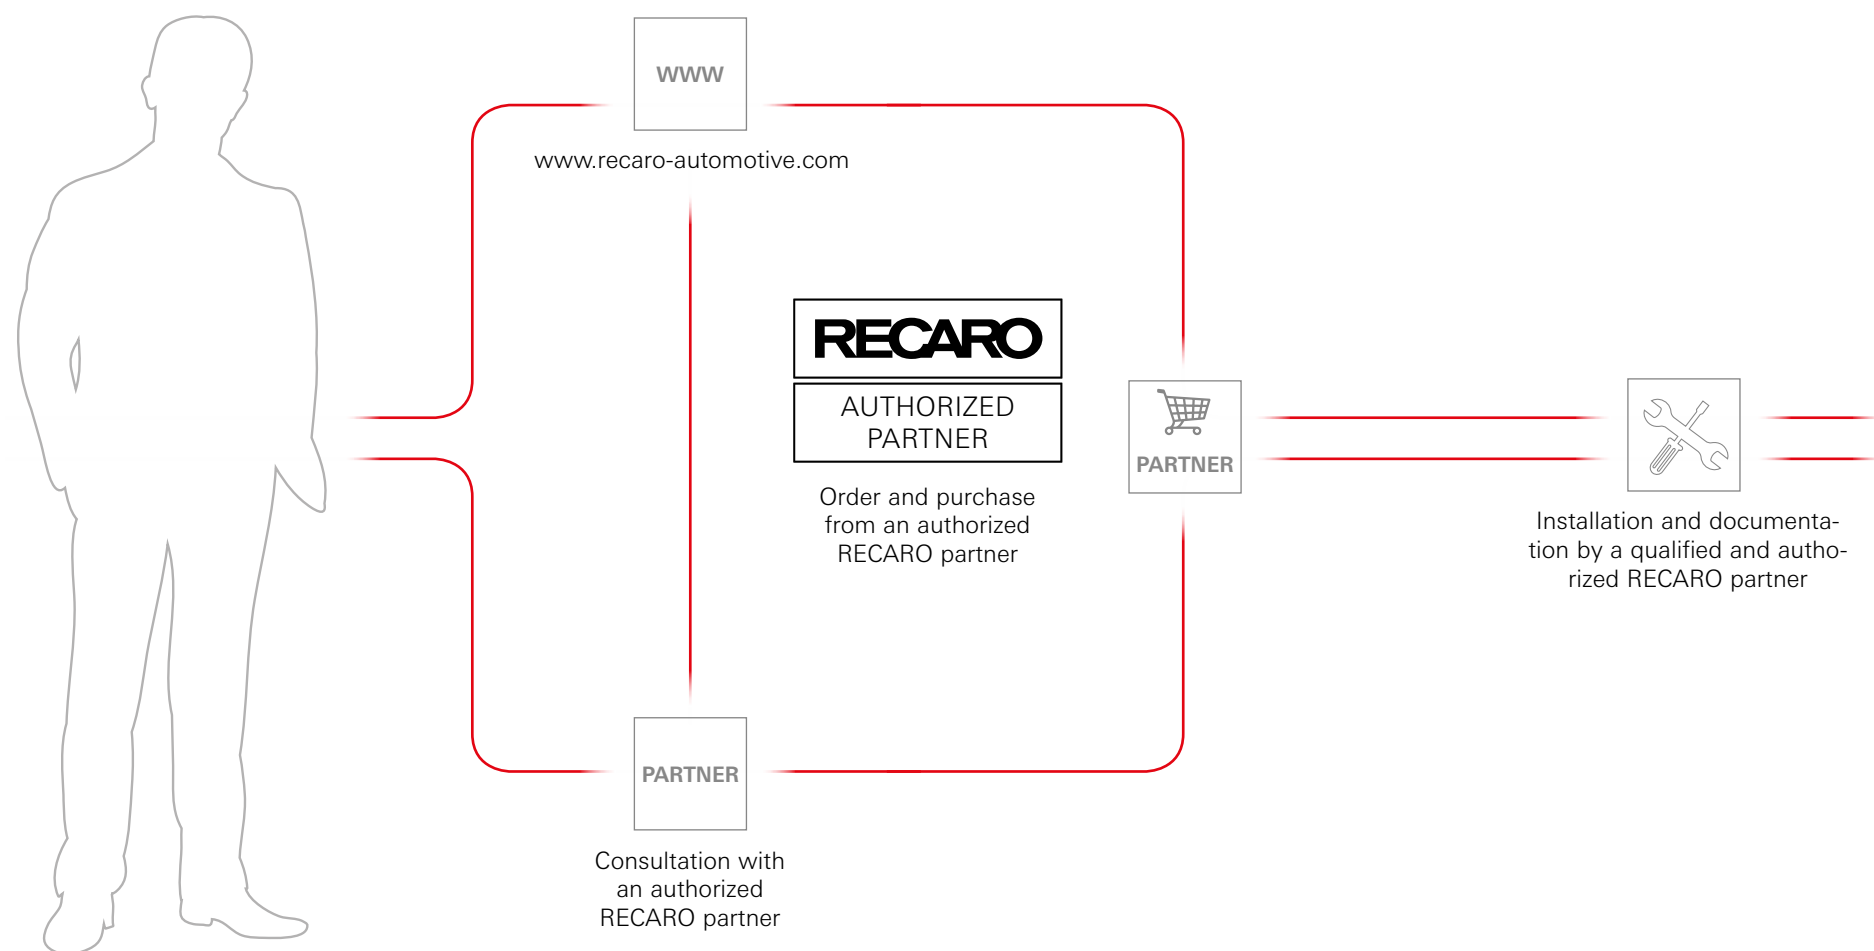 WWW
www.recaro-automotive.com
RECARO
AUTHORIZED
PARTNER
Order and purchase
from an authorized
RECARO partner
PARTNER
Installation and documenta-
tion by a qualified and autho-
rized RECARO partner
PARTNER
Consultation with
an authorized
RECARO partner